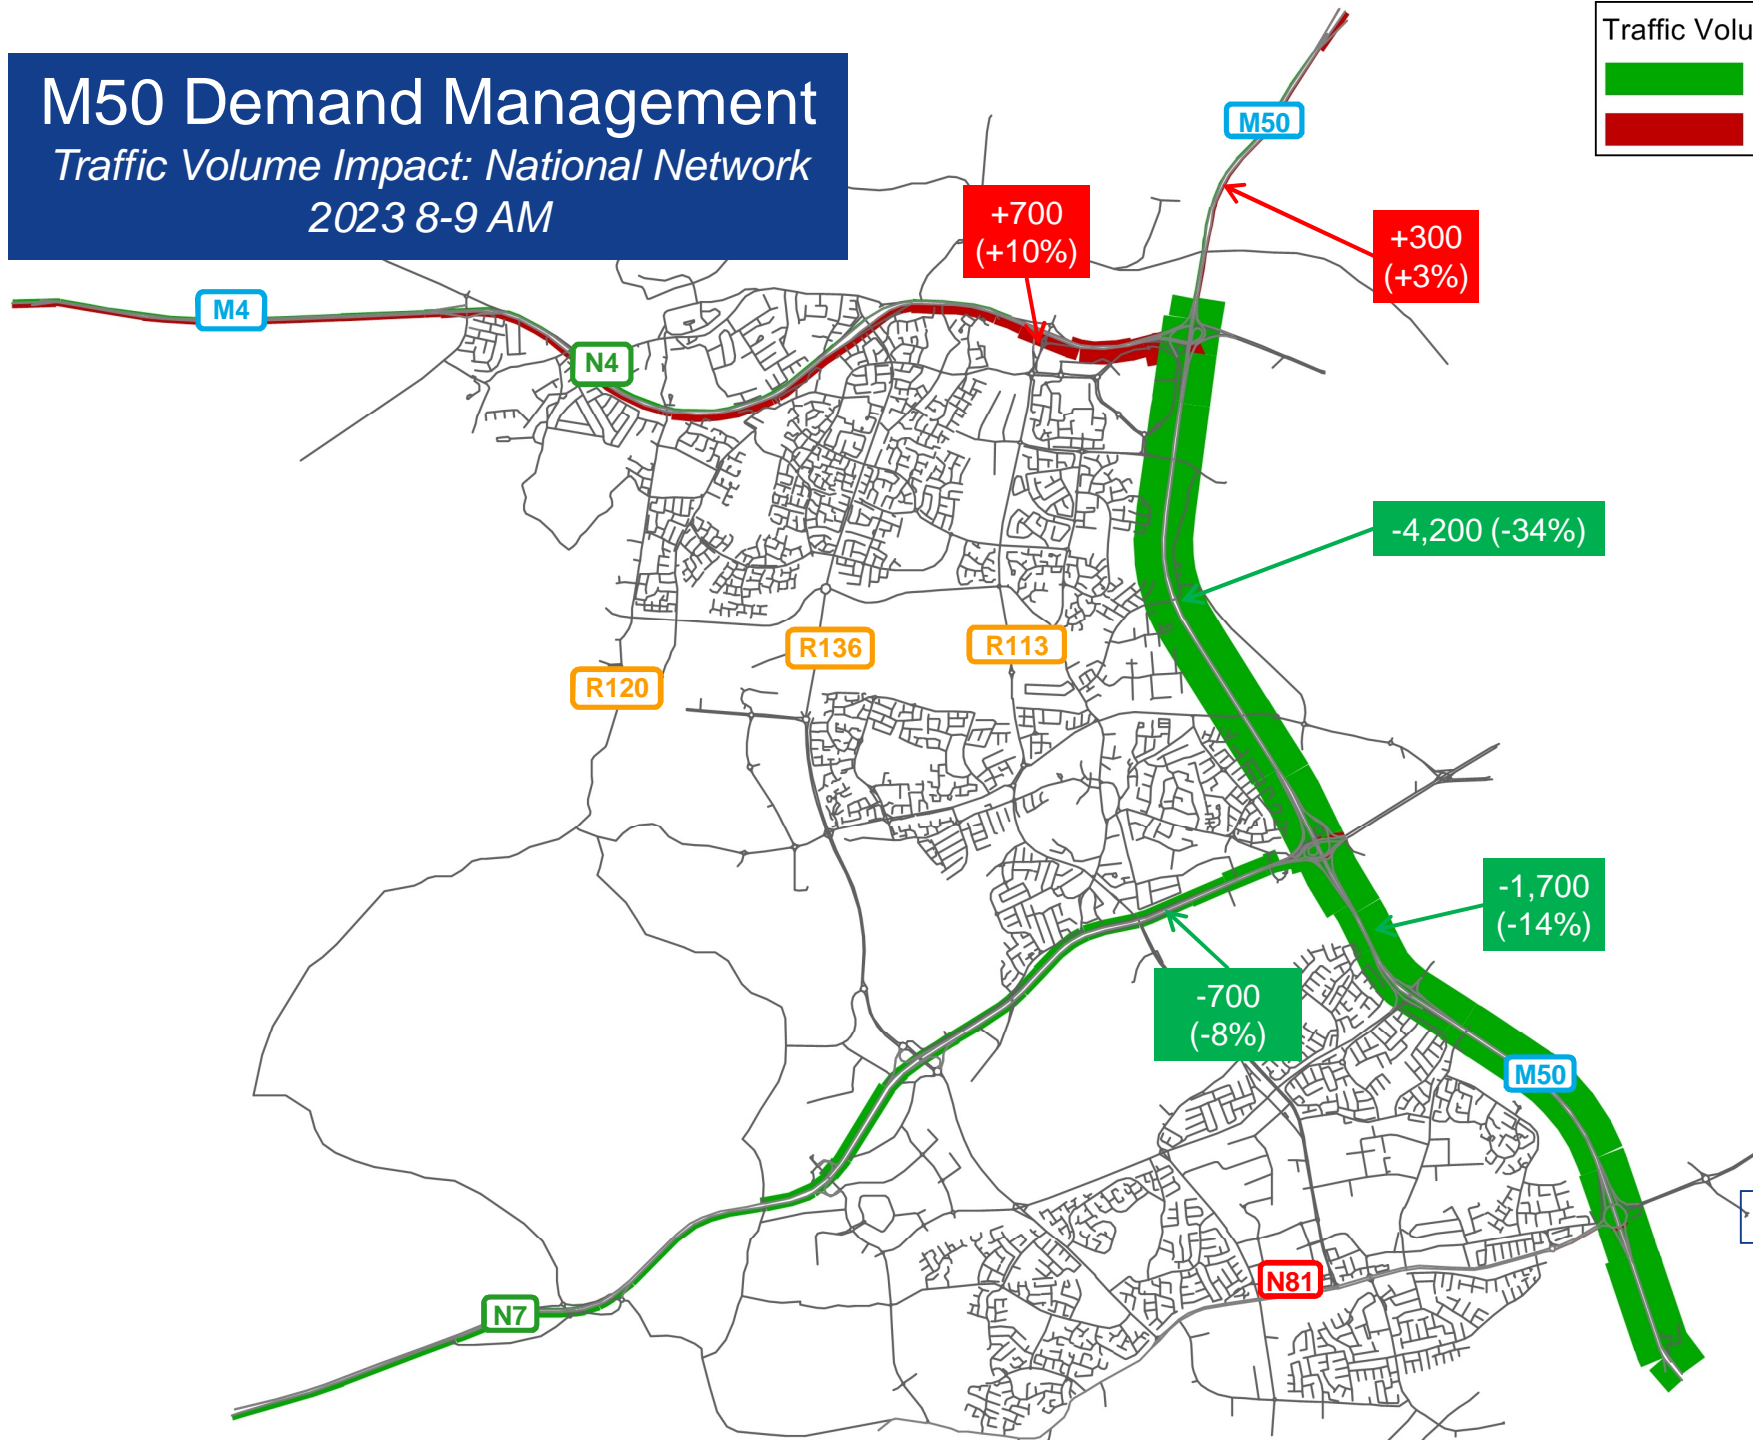 M50 Demand Management
Traffic Volume Impact: National Network
2023 8-9 AM
Traffic Volu
M50
+700
(+10%)
+300
(+3%)
M4
N4
-4,200 (-34%)
R136
R113
R120
-1,700
(-14%)
-700
(-8%)
M50
N81
N7